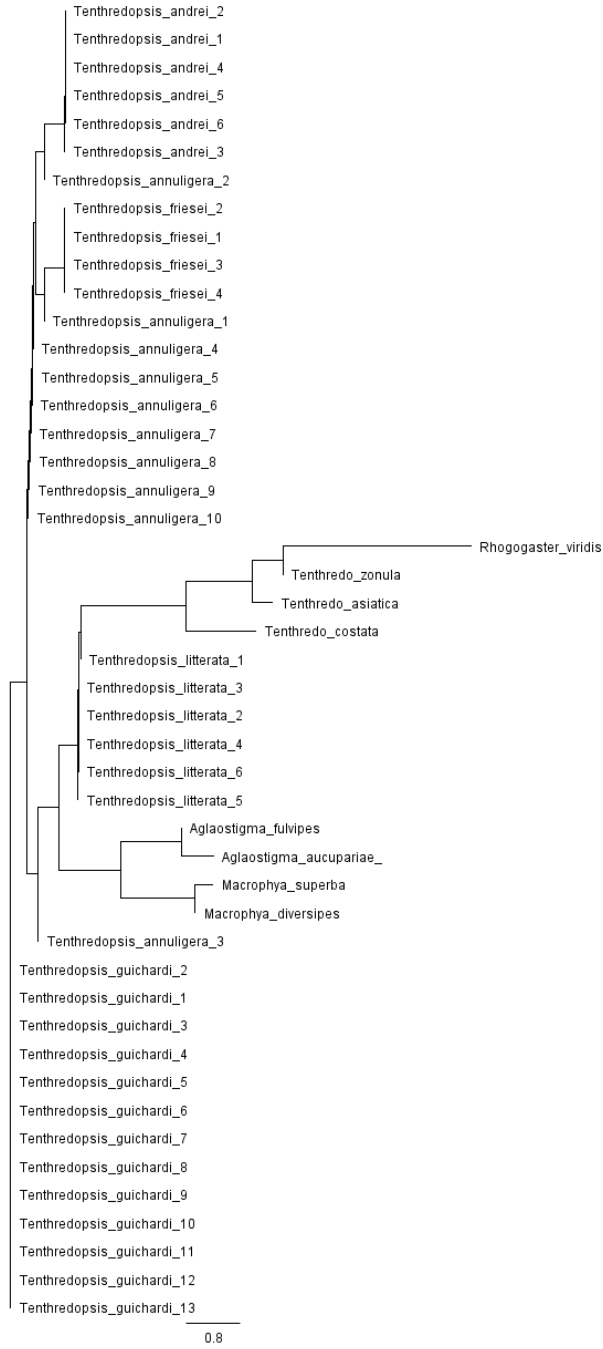 Tenthredopsis_andrei_2
Tenthredopsis_andrei_1
Tenthredopsis_andrei_4
Tenthredopsis_andrei_5
Tenthredopsis_andrei_6
Tenthredopsis_andrei_3
Tenthredopsis_annuligera_2
Tenthredopsis_friesei_2
Tenthredopsis_friesei_1
Tenthredopsis_friesei_3
Tenthredopsis_friesei_4
Tenthredopsis_annuligera_1
Tenthredopsis_annuligera_4
Tenthredopsis_annuligera_5
Tenthredopsis_annuligera_6
Tenthredopsis_annuligera_7
Tenthredopsis_annuligera_8
Tenthredopsis_annuligera_9
Tenthredopsis_annuligera_10
Rhogogaster_viridis
Tenthredo_zonula
Tenthredo_asiatica
Tenthredo_costata
Tenthredopsis_litterata_1
Tenthredopsis_litterata_3
Tenthredopsis_litterata_2
Tenthredopsis_litterata_4
Tenthredopsis_litterata_6
Tenthredopsis_litterata_5
Aglaostigma_fulvipes
Aglaostigma_aucupariae_
Macrophya_superba
Macrophya_diversipes
Tenthredopsis_annuligera_3
Tenthredopsis_guichardi_2
Tenthredopsis_guichardi_1
Tenthredopsis_guichardi_3
Tenthredopsis_guichardi_4
Tenthredopsis_guichardi_5
Tenthredopsis_guichardi_6
Tenthredopsis_guichardi_7
Tenthredopsis_guichardi_8
Tenthredopsis_guichardi_9
Tenthredopsis_guichardi_10
Tenthredopsis_guichardi_11
Tenthredopsis_guichardi_12
Tenthredopsis_guichardi_13
0.8